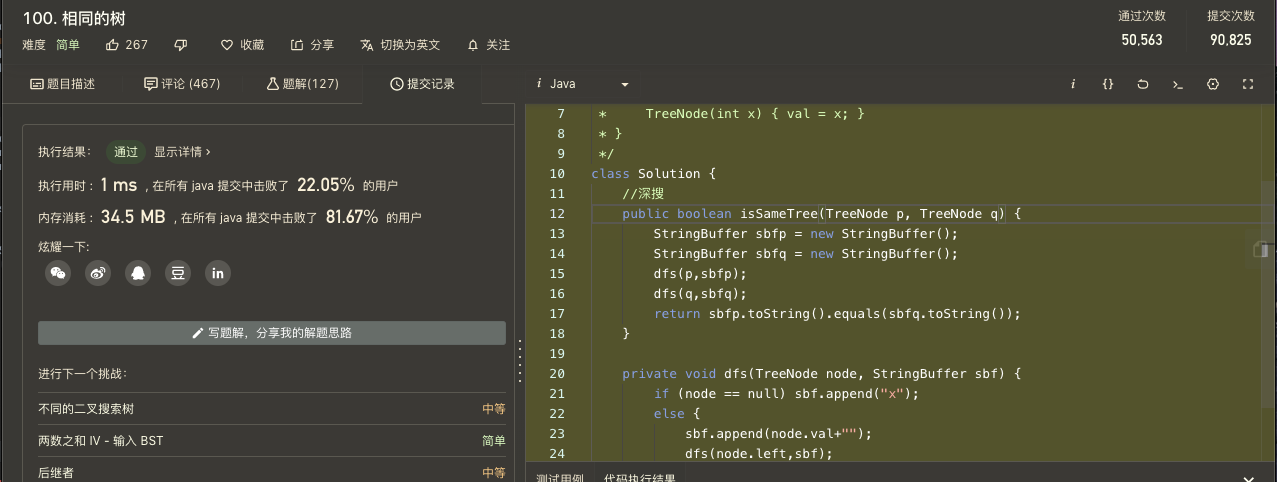 100. 相同的树
难度 简单 267 收藏 分享 切换为英文 关注
通过次数 提交次数
50,563 90,825
题目描述 评论 (467) 题解(127) 提交记录
执行结果： 通过 显示详情 ›
执行用时 : 1 ms , 在所有 java 提交中击败了 22.05% 的用户
内存消耗 : 34.5 MB , 在所有 java 提交中击败了 81.67% 的用户
炫耀一下:
豆 in
写题解，分享我的解题思路
进行下一个挑战：
不同的二叉搜索树 中等
两数之和 IV - 输入 BST 简单
后继者 中等
i Java i {}
7 * TreeNode(int x) { val = x; }
8 * }
9 */
10 class Solution {
11 //深搜
12 public boolean isSameTree(TreeNode p, TreeNode q) {
13 StringBuffer sbfp = new StringBuffer();
14 StringBuffer sbfq = new StringBuffer();
15 dfs(p,sbfp);
16 dfs(q,sbfq);
17 return sbfp.toString().equals(sbfq.toString());
18 }
19
20 private void dfs(TreeNode node, StringBuffer sbf) {
21 if (node == null) sbf.append("x");
22 else {
23 sbf.append(node.val+"");
24 dfs(node.left,sbf);
测试用例 代码执行结果